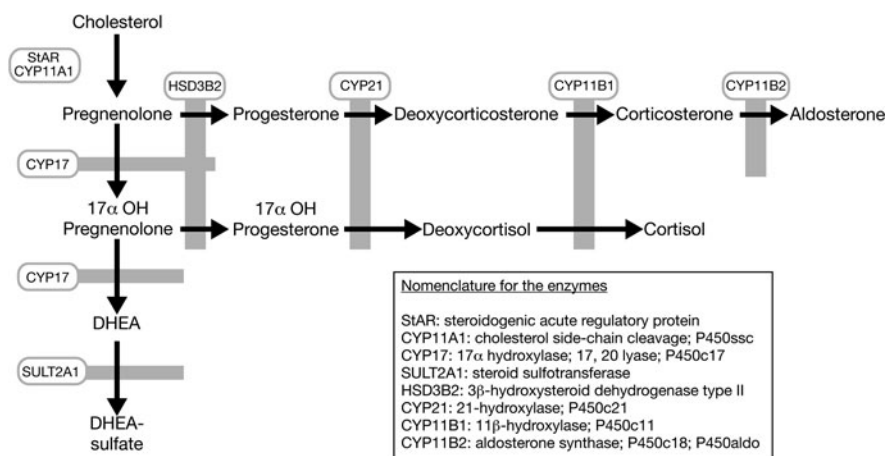 Cholesterol
StAR
CYP11A1
HSD3B2
CYP21
CYP11B1
CYP11B2
Pregnenolone
Progesterone
Deoxycorticosterone
Corticosterone
Aldosterone
CYP17
17α OH
Pregnenolone
17α OH
Progesterone
Deoxycortisol
Cortisol
CYP17
DHEA
SULT2A1
DHEA-
sulfate
Nomenclature for the enzymes
StAR: steroidogenic acute regulatory protein
CYP11A1: cholesterol side-chain cleavage; P450ssc
CYP17: 17α hydroxylase; 17, 20 lyase; P450c17
SULT2A1: steroid sulfotransferase
HSD3B2: 3β-hydroxysteroid dehydrogenase type II
CYP21: 21-hydroxylase; P450c21
CYP11B1: 11β-hydroxylase; P450c11
CYP11B2: aldosterone synthase; P450c18; P450aldo